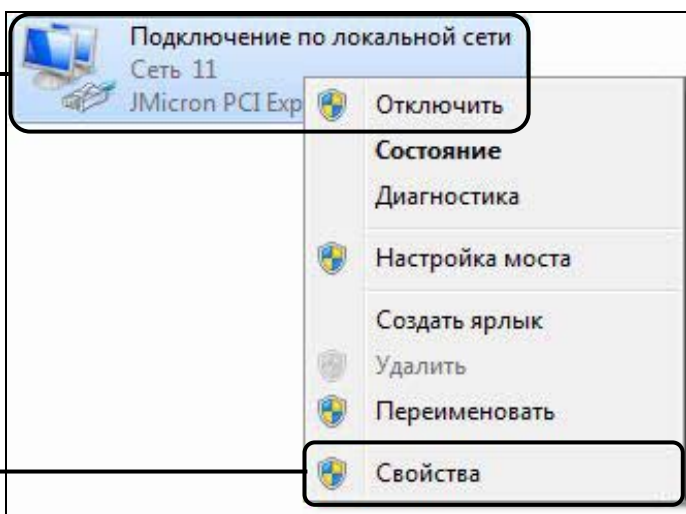 Подключение по локальной сети
Сеть 11
JMicron PCI Exp
Отключить
Состояние
Диагностика
Настройка моста
Создать ярлык
Удалить
Переименовать
Свойства